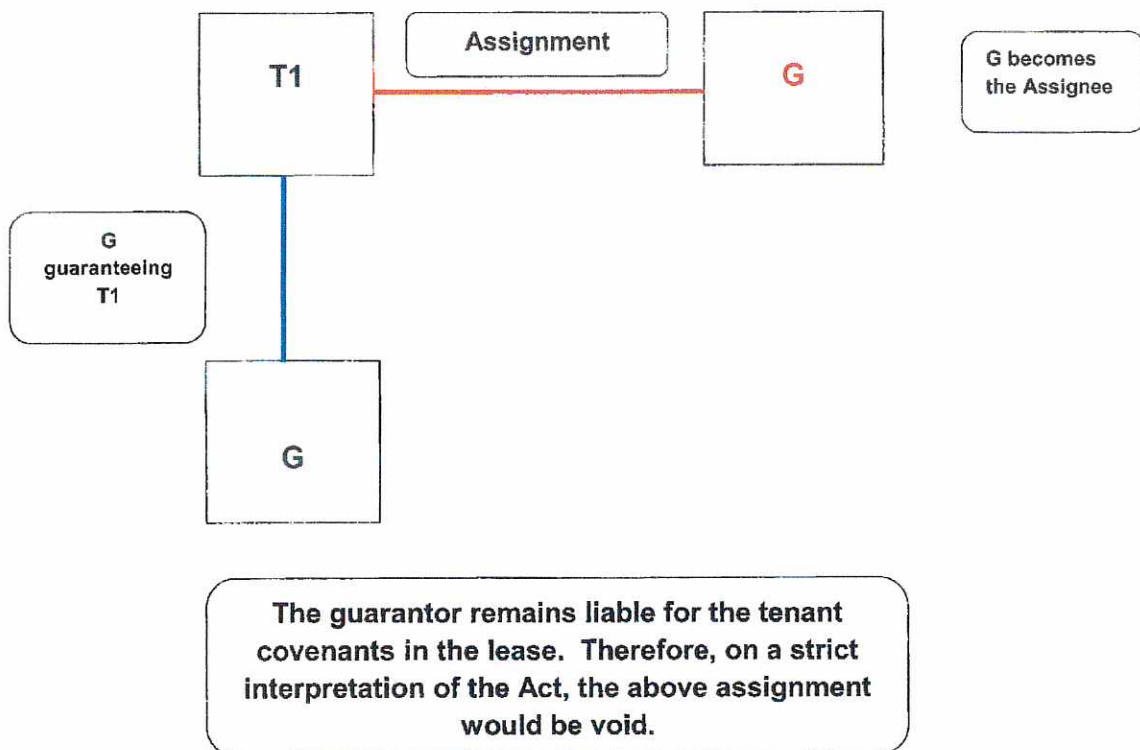 T1
Assignment
G
G becomes
the Assignee
G
guaranteeing
T1
G
The guarantor remains liable for the tenant
covenants in the lease. Therefore, on a strict
interpretation of the Act, the above assignment
would be void.